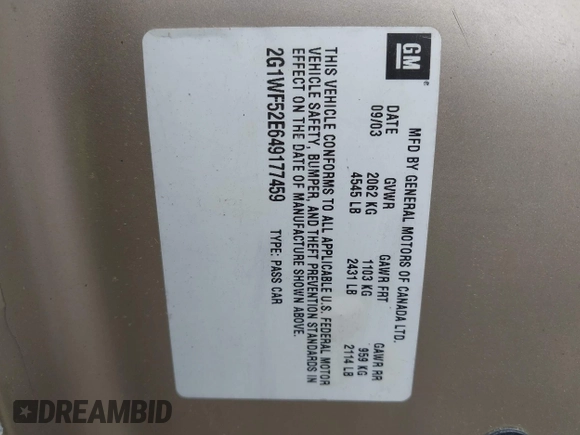 GM
MFD BY GENERAL MOTORS OF CANADA LTD.
DATE GVWR GAWR FRT GAWR RR
09/03 2062 KG 1103 KG 959 KG
4545 LB 2431 LB 2114 LB
THIS VEHICLE CONFORMS TO ALL APPLICABLE U.S. FEDERAL MOTOR
VEHICLE SAFETY, BUMPER, AND THEFT PREVENTION STANDARDS IN
EFFECT ON THE DATE OF MANUFACTURE SHOWN ABOVE.
2G1WF52E649177459 TYPE: PASS CAR
DREAMBID